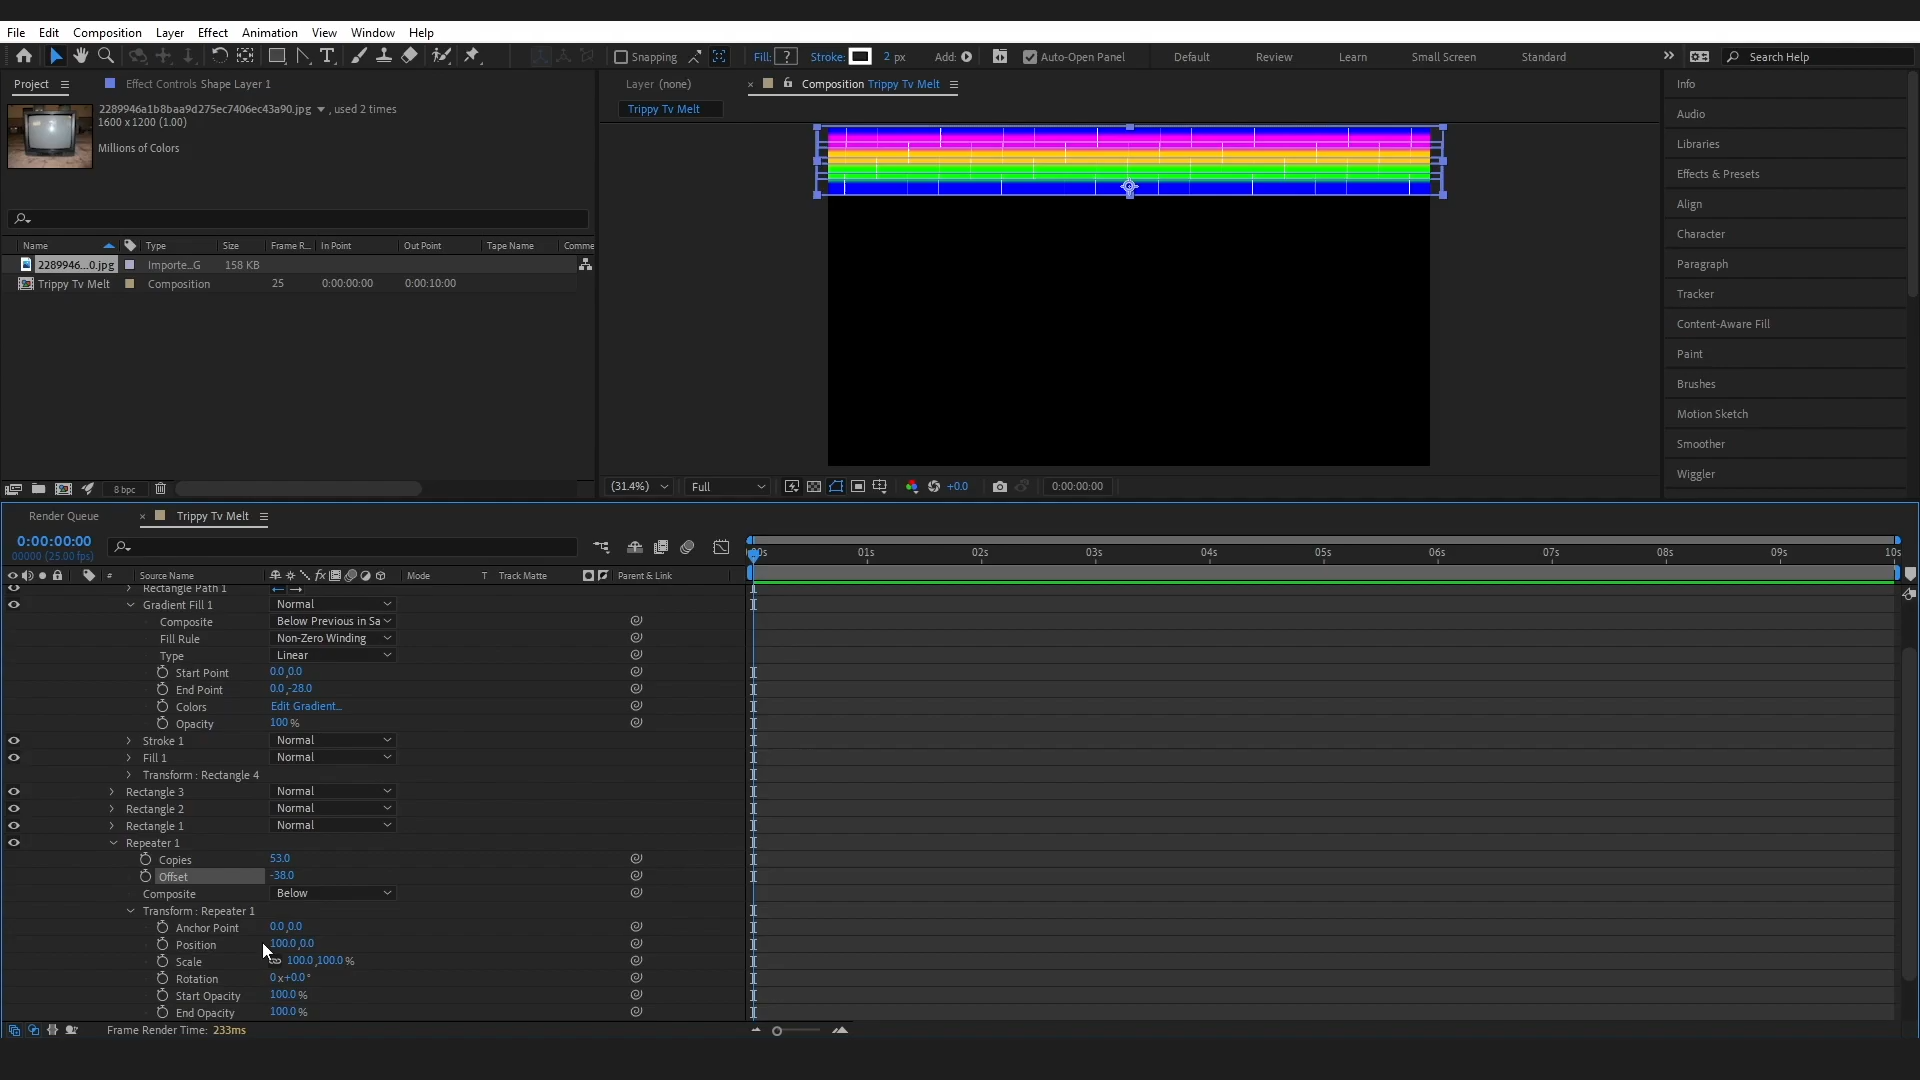 File Edit Composition Layer Effect Animation View Window Help
Snapping Fill: ? Stroke: 2 px Add: Auto-Open Panel Default Review Learn Small Screen Standard Search Help
Project Effect Controls Shape Layer 1
2289946a1b8baa9d275ec7406ec43a90.jpg , used 2 times
1600 x 1200 (1.00)
Millions of Colors
Name Type Size Frame R... In Point Out Point Tape Name Comme
2289946...0.jpg Importe...G 158 KB
Trippy Tv Melt Composition 25 0:00:00:00 0:00:10:00
8 bpc
Layer (none) × Composition Trippy Tv Melt
Trippy Tv Melt
(31.4%) Full +0.0 0:00:00:00
Info
Audio
Libraries
Effects & Presets
Align
Character
Paragraph
Tracker
Content-Aware Fill
Paint
Brushes
Motion Sketch
Smoother
Wiggler
Render Queue × Trippy Tv Melt
0:00:00:00
00000 (25.00 fps)
:00s 01s 02s 03s 04s 05s 06s 07s 08s 09s 10s
# Source Name fx Mode T Track Matte Parent & Link
Rectangle Path 1
Gradient Fill 1 Normal
Composite Below Previous in Sa
Fill Rule Non-Zero Winding
Type Linear
Start Point 0.0,0.0
End Point 0.0,-28.0
Colors Edit Gradient...
Opacity 100 %
Stroke 1 Normal
Fill 1 Normal
Transform : Rectangle 4
Rectangle 3 Normal
Rectangle 2 Normal
Rectangle 1 Normal
Repeater 1
Copies 53.0
Offset -38.0
Composite Below
Transform : Repeater 1
Anchor Point 0.0,0.0
Position 100.0,0.0
Scale 100.0,100.0 %
Rotation 0x+0.0°
Start Opacity 100.0 %
End Opacity 100.0 %
Frame Render Time: 233ms